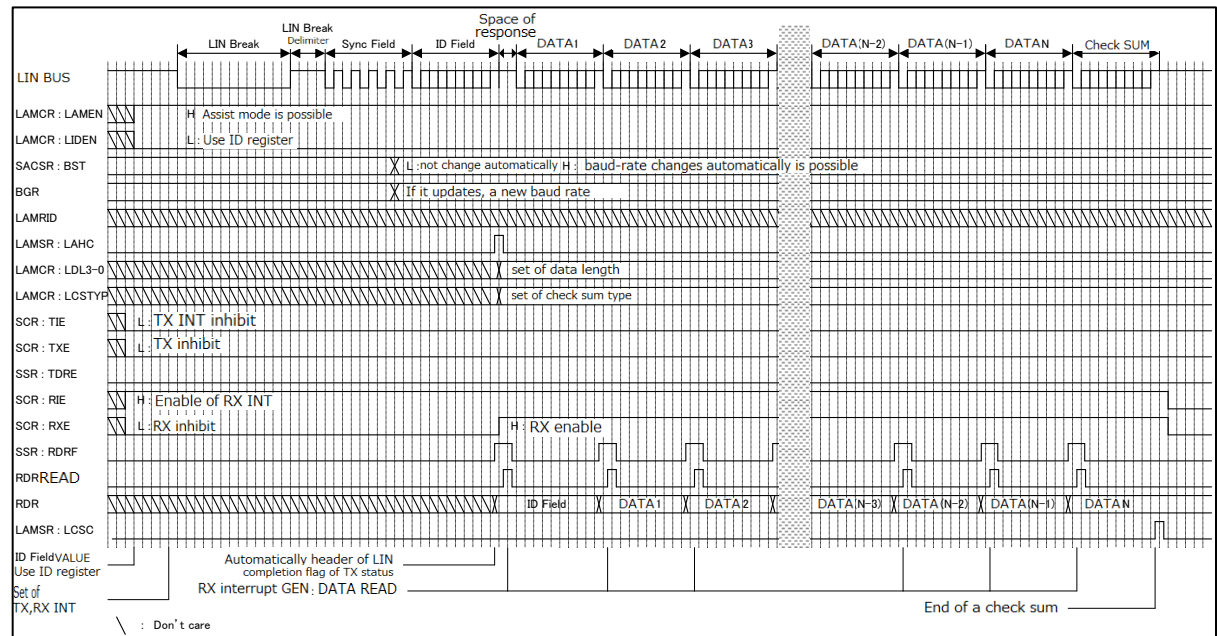 Space of
response
LIN Break
LIN Break
Delimiter
Sync Field
ID Field
DATA1
DATA2
DATA3
DATA(N-2)
DATA(N-1)
DATAN
Check SUM
LIN BUS
LAMCR : LAMEN
H Assist mode is possible
LAMCR : LIDEN
L : Use ID register
SACSR : BST
L :not change automatically H : baud-rate changes automatically is possible
BGR
If it updates, a new baud rate
LAMRID
LAMSR : LAHC
LAMCR : LDL3-0
set of data length
LAMCR : LCSTYP
set of check sum type
SCR : TIE
L : TX INT inhibit
SCR : TXE
L : TX inhibit
SSR : TDRE
SCR : RIE
H : Enable of RX INT
SCR : RXE
L : RX inhibit
H : RX enable
SSR : RDRF
RDRREAD
RDR
ID Field
DATA1
DATA2
DATA(N-3)
DATA(N-2)
DATA(N-1)
DATAN
LAMSR : LCSC
ID FieldVALUE
Use ID register
Automatically header of LIN
completion flag of TX status
Set of
TX,RX INT
RX interrupt GEN : DATA READ
End of a check sum
\ : Don't care